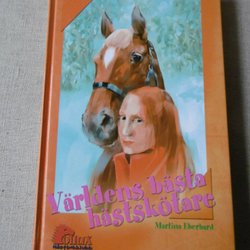 Världens bästa
hästskötare
Martina Eberhard